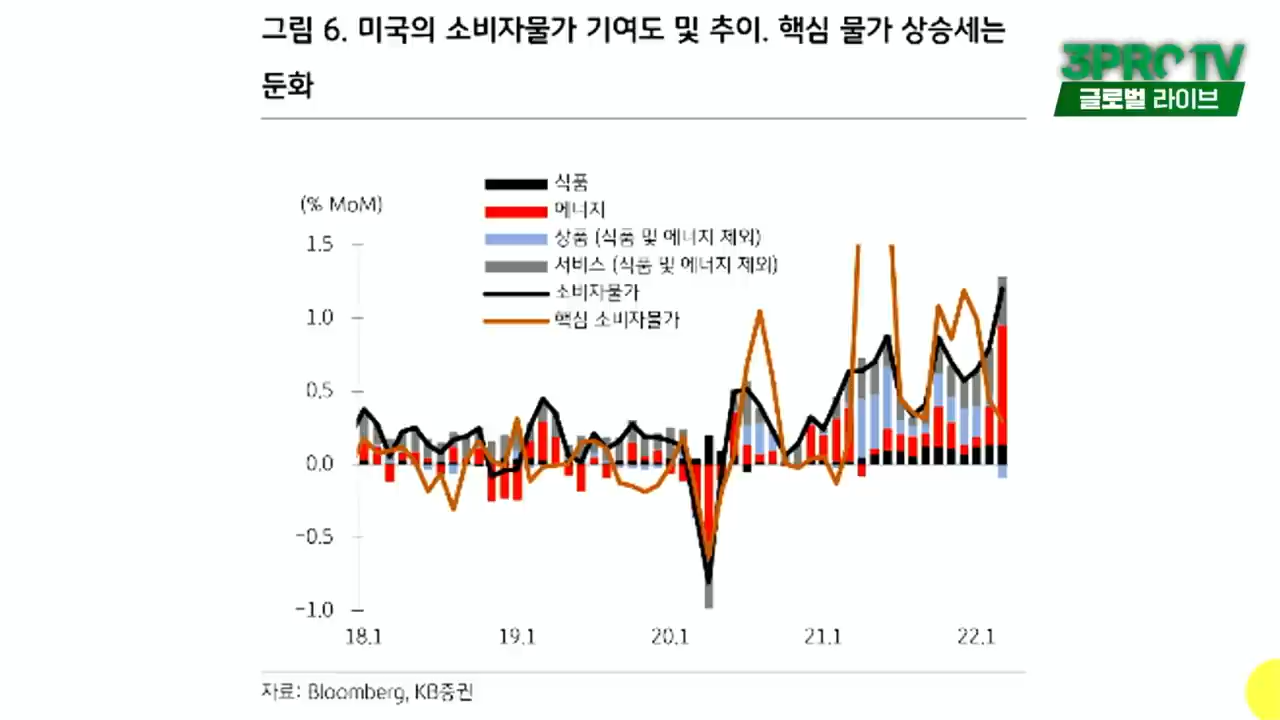 그림 6. 미국의 소비자물가 기여도 및 추이. 핵심 물가 상승세는
둔화
3PRO TV
글로벌 라이브
(% MoM)
식품
에너지
상품 (식품 및 에너지 제외)
서비스 (식품 및 에너지 제외)
소비자물가
핵심 소비자물가
1.5
1.0
0.5
0.0
-0.5
-1.0
18.1 19.1 20.1 21.1 22.1
자료: Bloomberg, KB증권